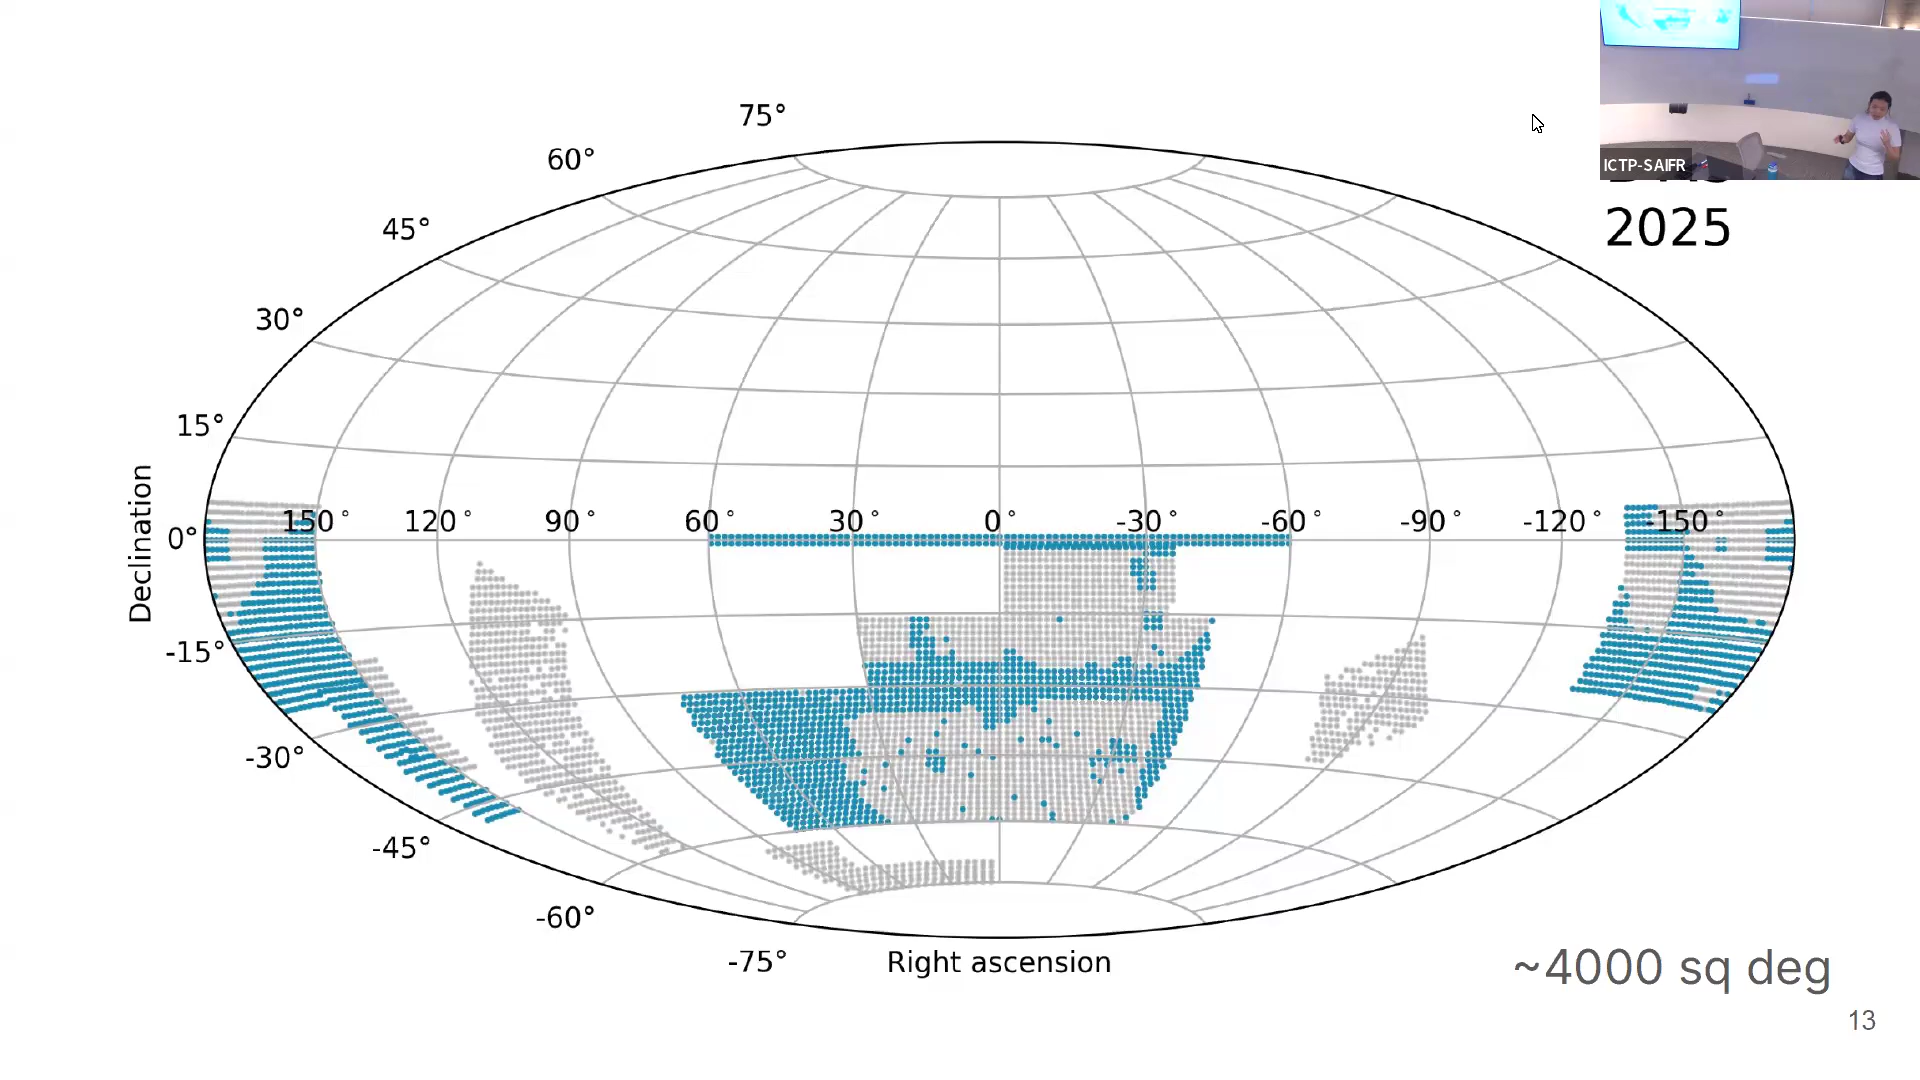 ICTP-SAIFR
2025
75°
60°
45°
30°
15°
0°
-15°
-30°
-45°
-60°
-75°
150° 120° 90° 60° 30° 0° -30° -60° -90° -120° -150°
Declination
Right ascension
~4000 sq deg
13